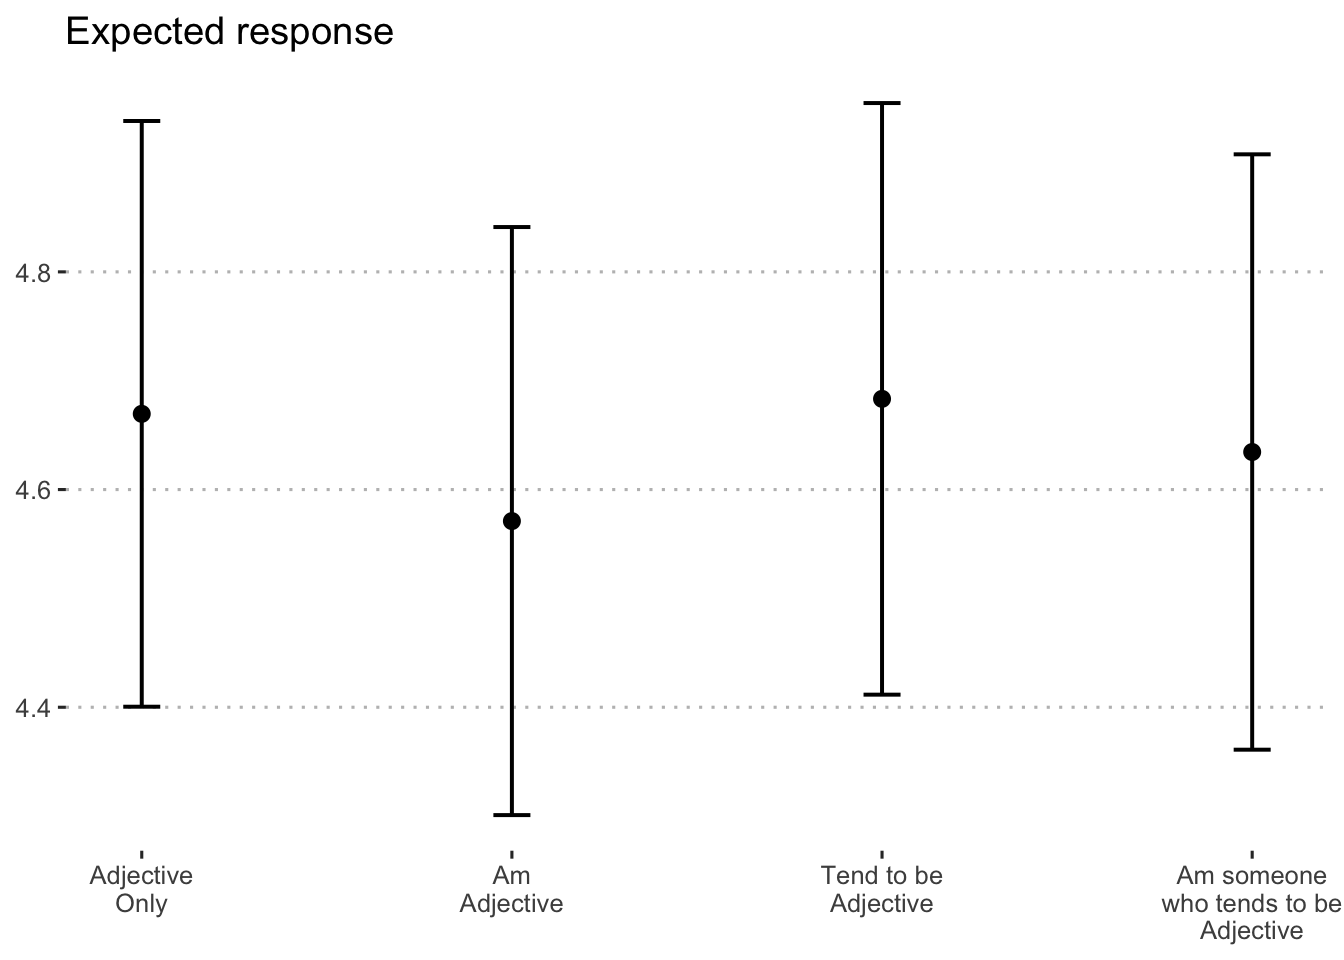 Expected response
4.8
4.6
4.4
Adjective
Only
Am
Adjective
Tend to be
Adjective
Am someone
who tends to be
Adjective